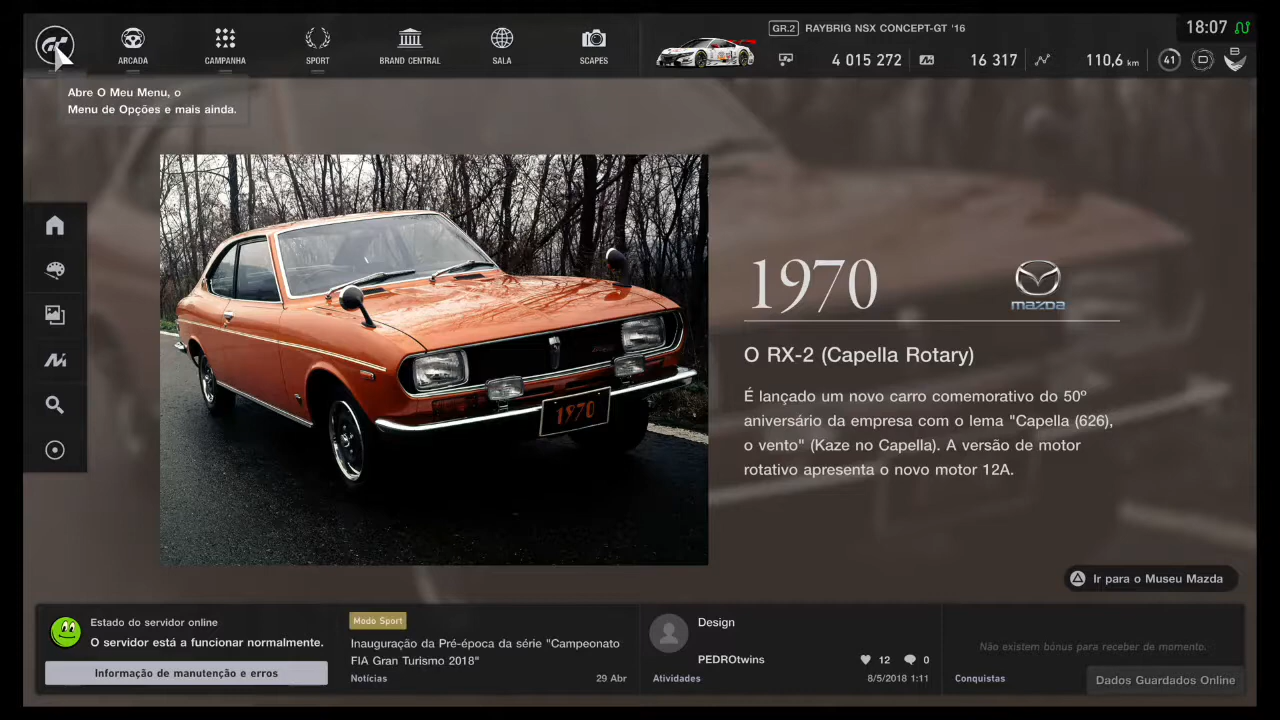 GR.2 RAYBRIG NSX CONCEPT-GT '16
18:07
ARCADA
CAMPANHA
SPORT
BRAND CENTRAL
SALA
SCAPES
4 015 272
16 317
110,6 km
41
B
Abre O Meu Menu, o
Menu de Opções e mais ainda.
1970
1970
mazda
O RX-2 (Capella Rotary)
É lançado um novo carro comemorativo do 50º
aniversário da empresa com o lema "Capella (626),
o vento" (Kaze no Capella). A versão de motor
rotativo apresenta o novo motor 12A.
Ir para o Museu Mazda
Estado do servidor online
O servidor está a funcionar normalmente.
Informação de manutenção e erros
Modo Sport
Inauguração da Pré-época da série "Campeonato
FIA Gran Turismo 2018"
Notícias
29 Abr
Design
PEDROtwins
12
0
Atividades
8/5/2018 1:11
Não existem bónus para receber de momento.
Conquistas
Dados Guardados Online